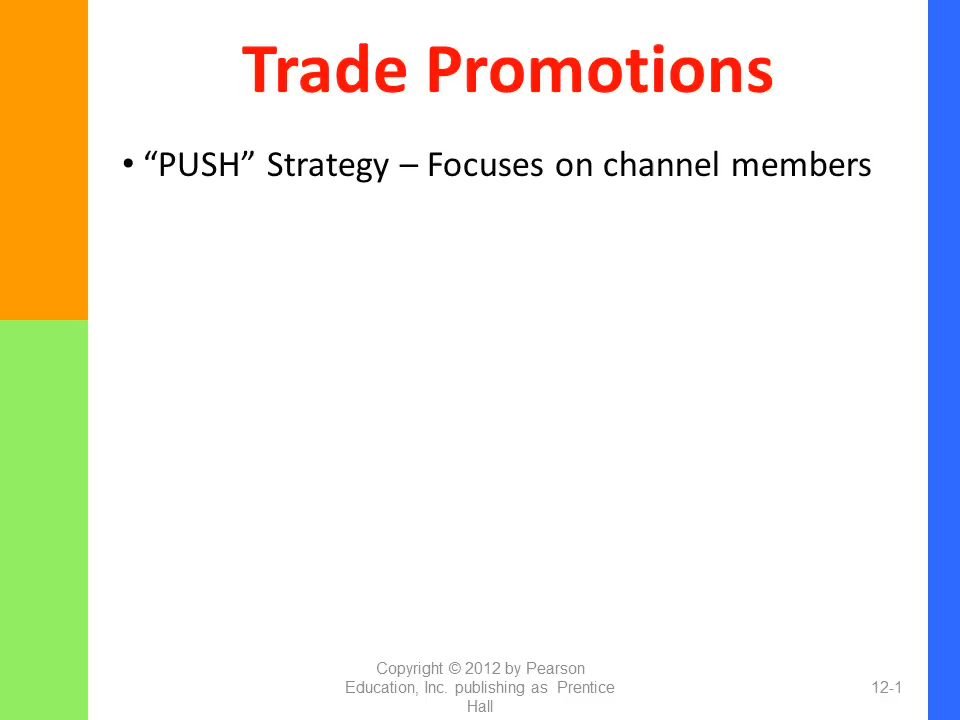 Trade Promotions
• “PUSH” Strategy – Focuses on channel members
Copyright © 2012 by Pearson
Education, Inc. publishing as Prentice
Hall
12-1